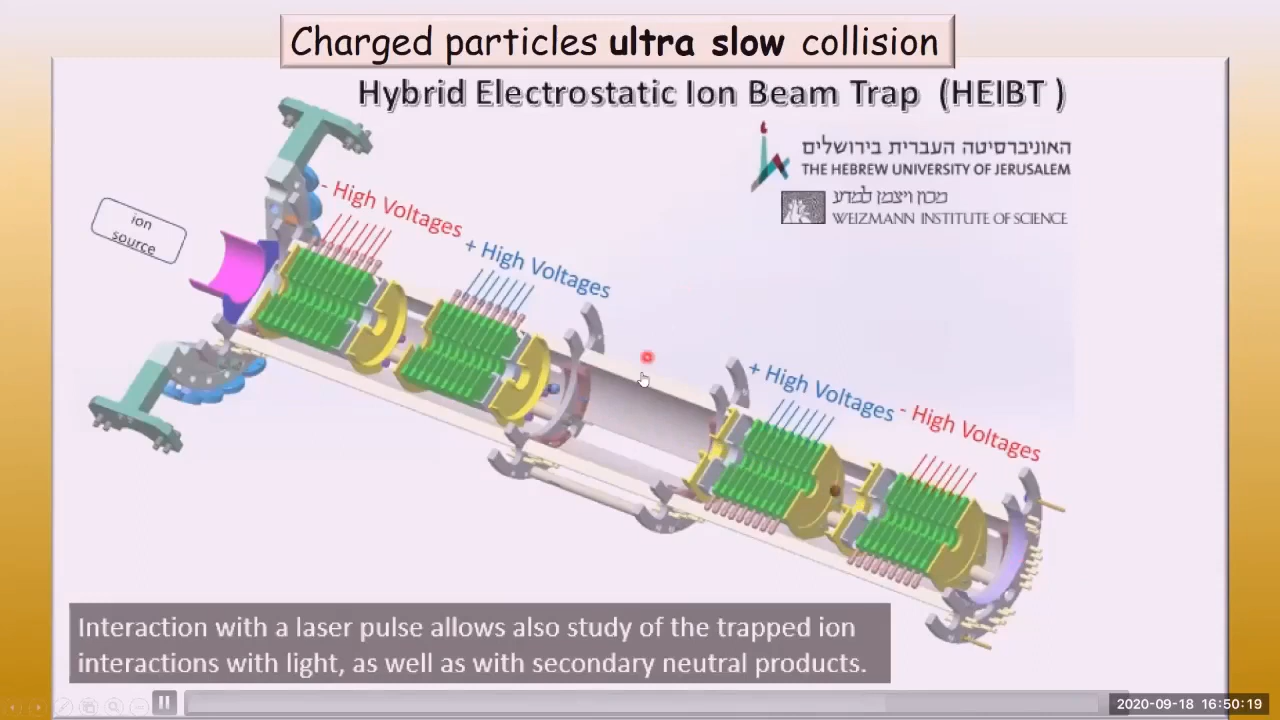 Charged particles ultra slow collision
Hybrid Electrostatic Ion Beam Trap (HEIBT )
האוניברסיטה העברית בירושלים
THE HEBREW UNIVERSITY OF JERUSALEM
מכון ויצמן למדע
WEIZMANN INSTITUTE OF SCIENCE
ion
source
- High Voltages
+ High Voltages
+ High Voltages
- High Voltages
Interaction with a laser pulse allows also study of the trapped ion
interactions with light, as well as with secondary neutral products.
2020-09-18 16:50:19